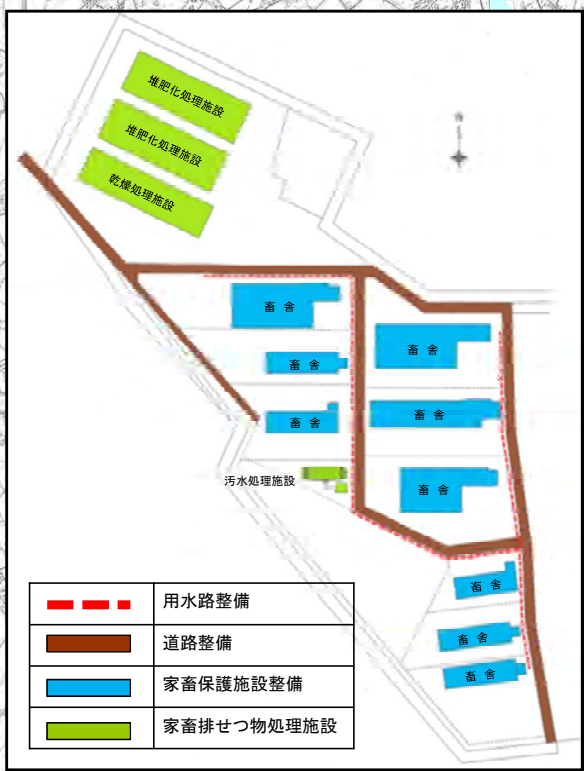 堆肥化処理施設
堆肥化処理施設
乾燥処理施設
畜 舎
畜 舎
畜 舎
畜 舎
畜 舎
汚水処理施設
畜 舎
畜 舎
畜 舎
畜 舎
用水路整備
道路整備
家畜保護施設整備
家畜排せつ物処理施設